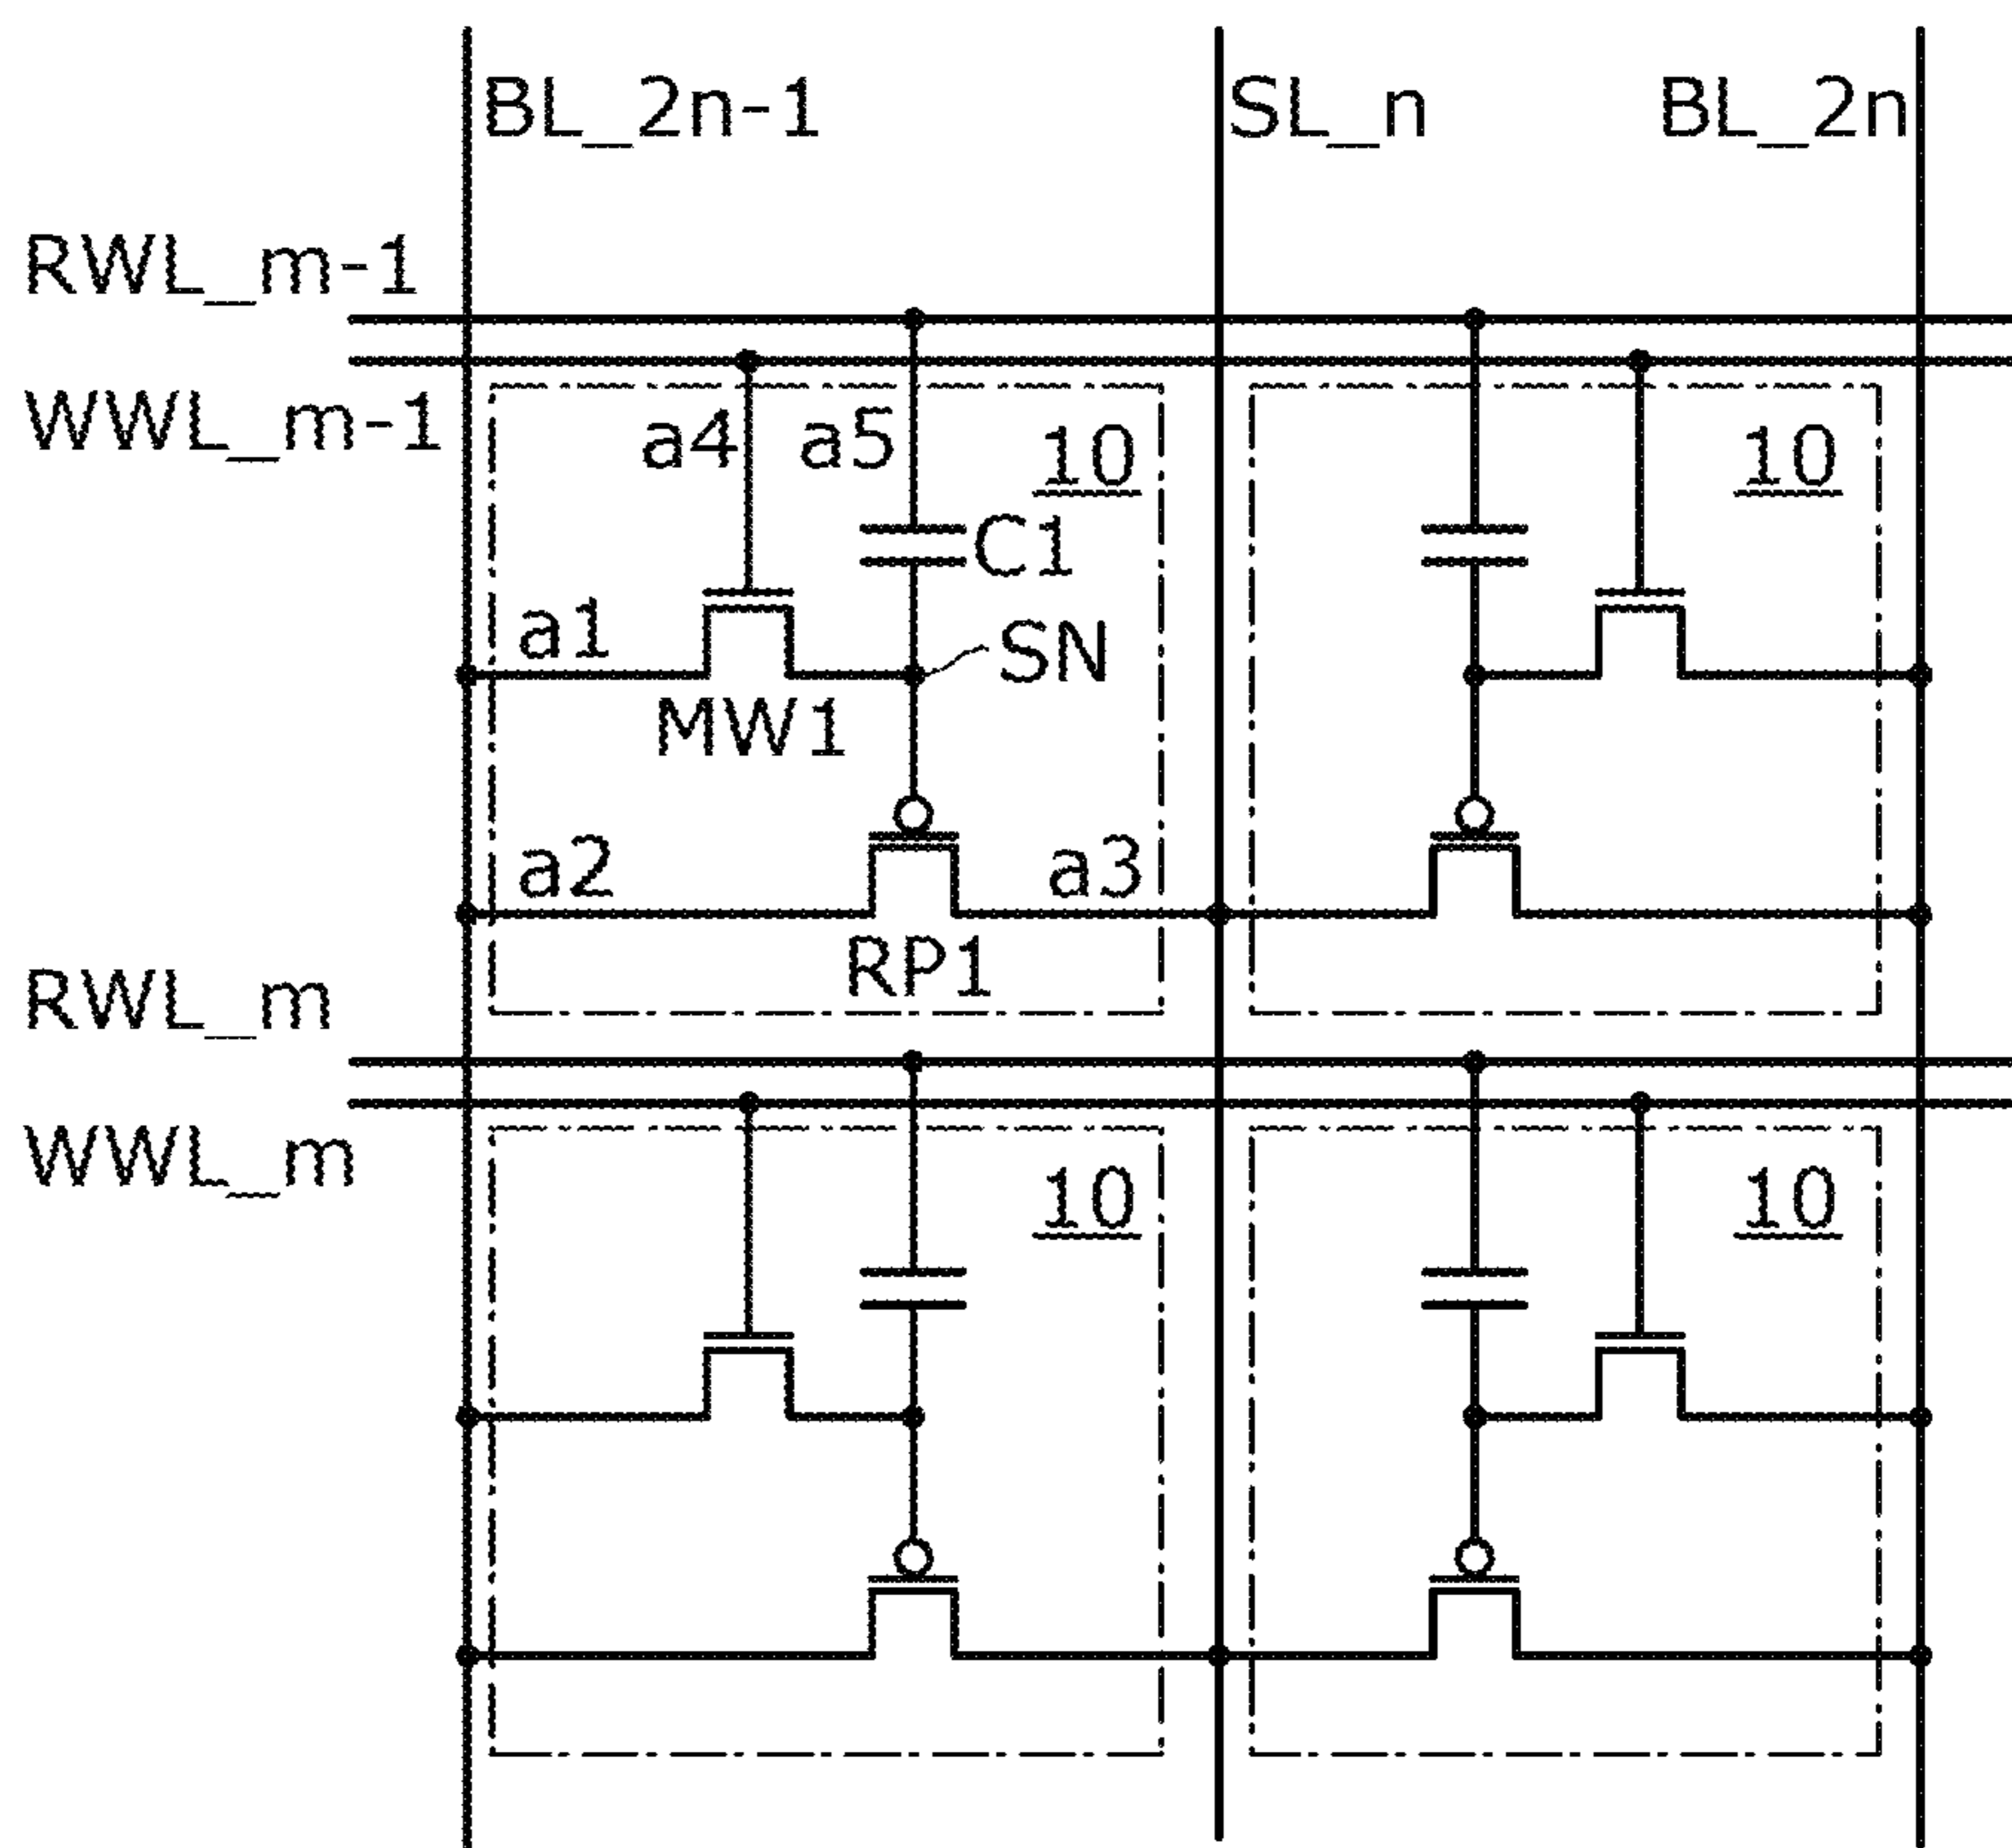 BL_2n-1 SL_n BL_2n
RWL_m-1
WWL_m-1
a4 a5 10 10
C1
a1 SN
MW1
a2 a3
RP1
RWL_m
WWL_m
10 10